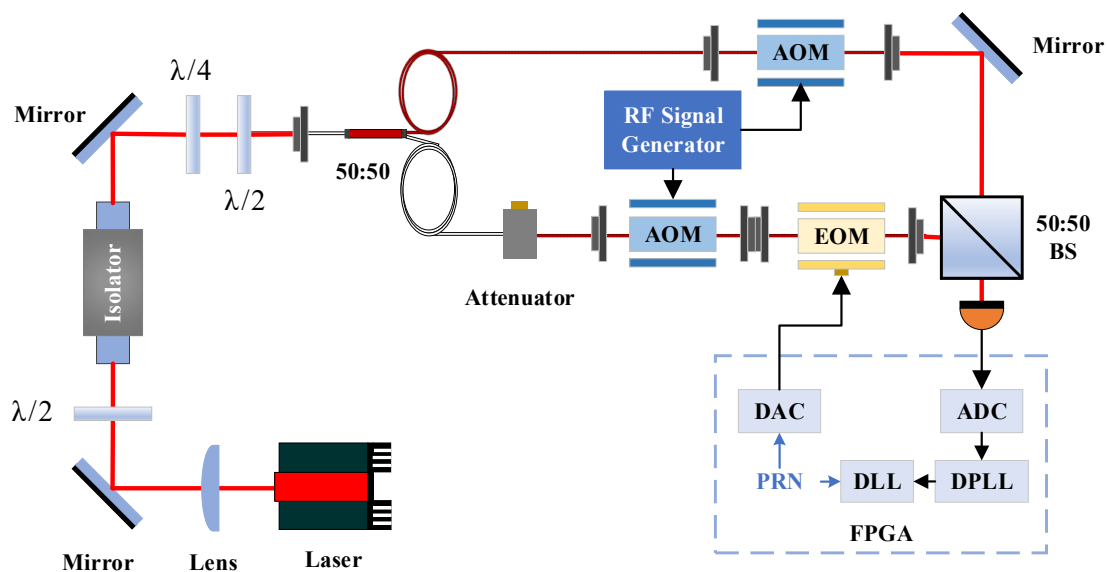 AOM
Mirror
λ/4
Mirror
RF Signal
Generator
50:50
λ/2
50:50
BS
AOM
EOM
Isolator
Attenuator
λ/2
DAC
ADC
PRN
DLL
DPLL
FPGA
Mirror
Lens
Laser